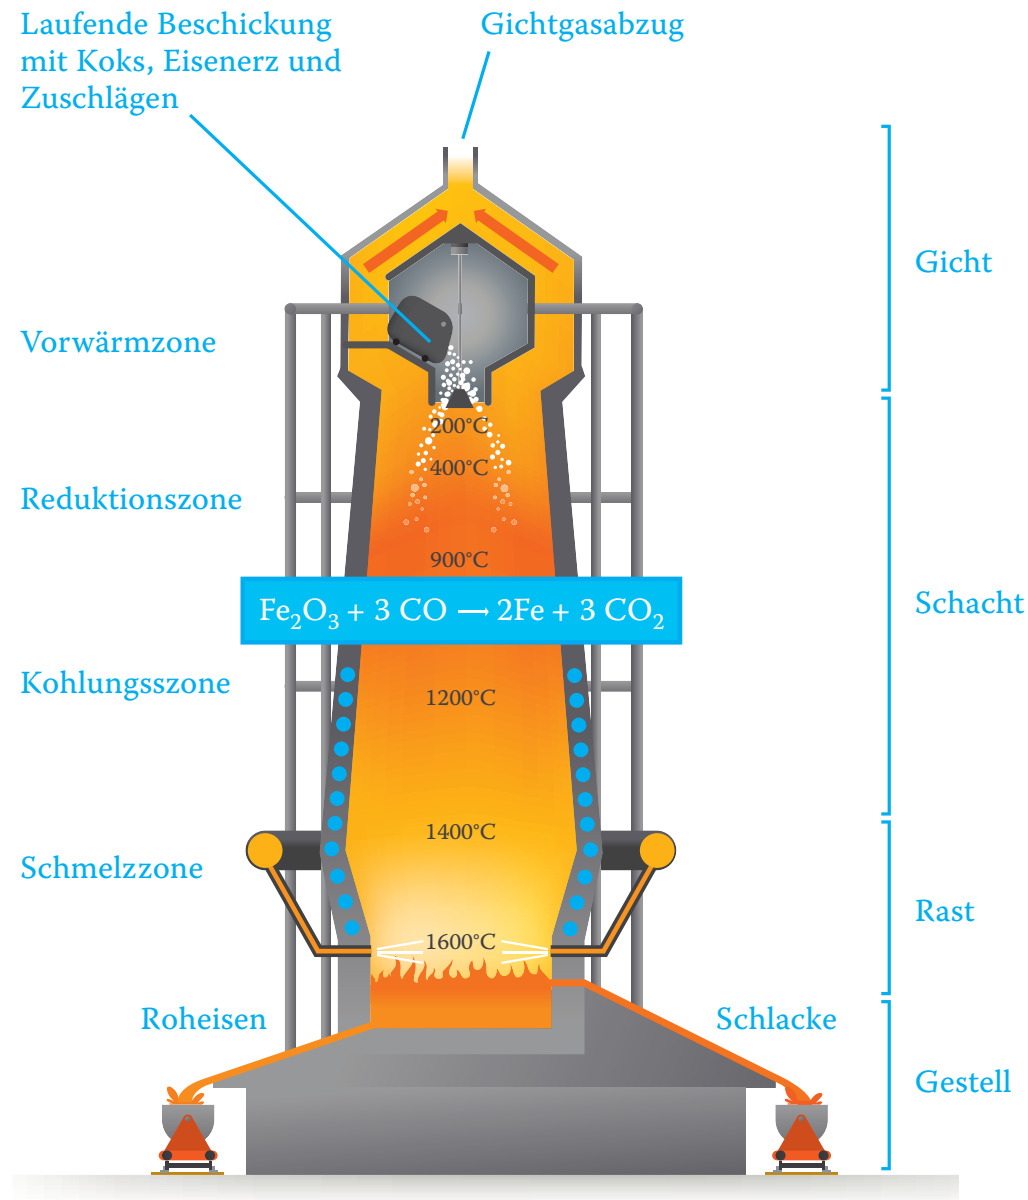 Laufende Beschickung
mit Koks, Eisenerz und
Zuschlägen
Gichtgasabzug
Gicht
Vorwärmzone
200°C
400°C
Reduktionszone
900°C
Fe₂O₃ + 3 CO → 2Fe + 3 CO₂
Schacht
Kohlungsszone
1200°C
1400°C
Schmelzzone
Rast
1600°C
Roheisen
Schlacke
Gestell